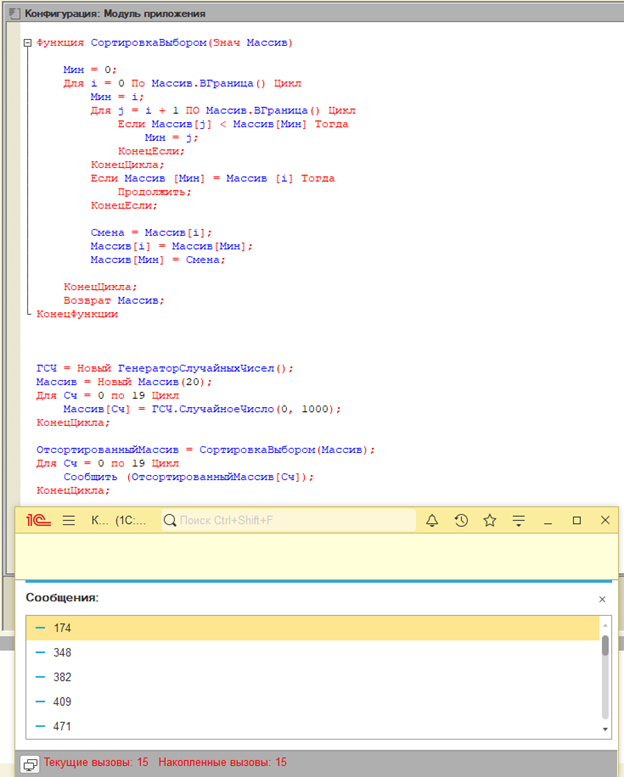 Конфигурация: Модуль приложения
Функция СортировкаВыбором(Знач Массив)
Мин = 0;
Для i = 0 По Массив.ВГраница() Цикл
Мин = i;
Для j = i + 1 ПО Массив.ВГраница() Цикл
Если Массив[j] < Массив[Мин] Тогда
Мин = j;
КонецЕсли;
КонецЦикла;
Если Массив [Мин] = Массив [i] Тогда
Продолжить;
КонецЕсли;
Смена = Массив[i];
Массив[i] = Массив[Мин];
Массив[Мин] = Смена;
КонецЦикла;
Возврат Массив;
КонецФункции
ГСЧ = Новый ГенераторСлучайныхЧисел();
Массив = Новый Массив(20);
Для Сч = 0 по 19 Цикл
Массив[Сч] = ГСЧ.СлучайноеЧисло(0, 1000);
КонецЦикла;
ОтсортированныйМассив = СортировкаВыбором(Массив);
Для Сч = 0 по 19 Цикл
Сообщить (ОтсортированныйМассив[Сч]);
КонецЦикла;
1С К... (1С:... Поиск Ctrl+Shift+F
Сообщения:
174
348
382
409
471
Текущие вызовы: 15 Накопленные вызовы: 15